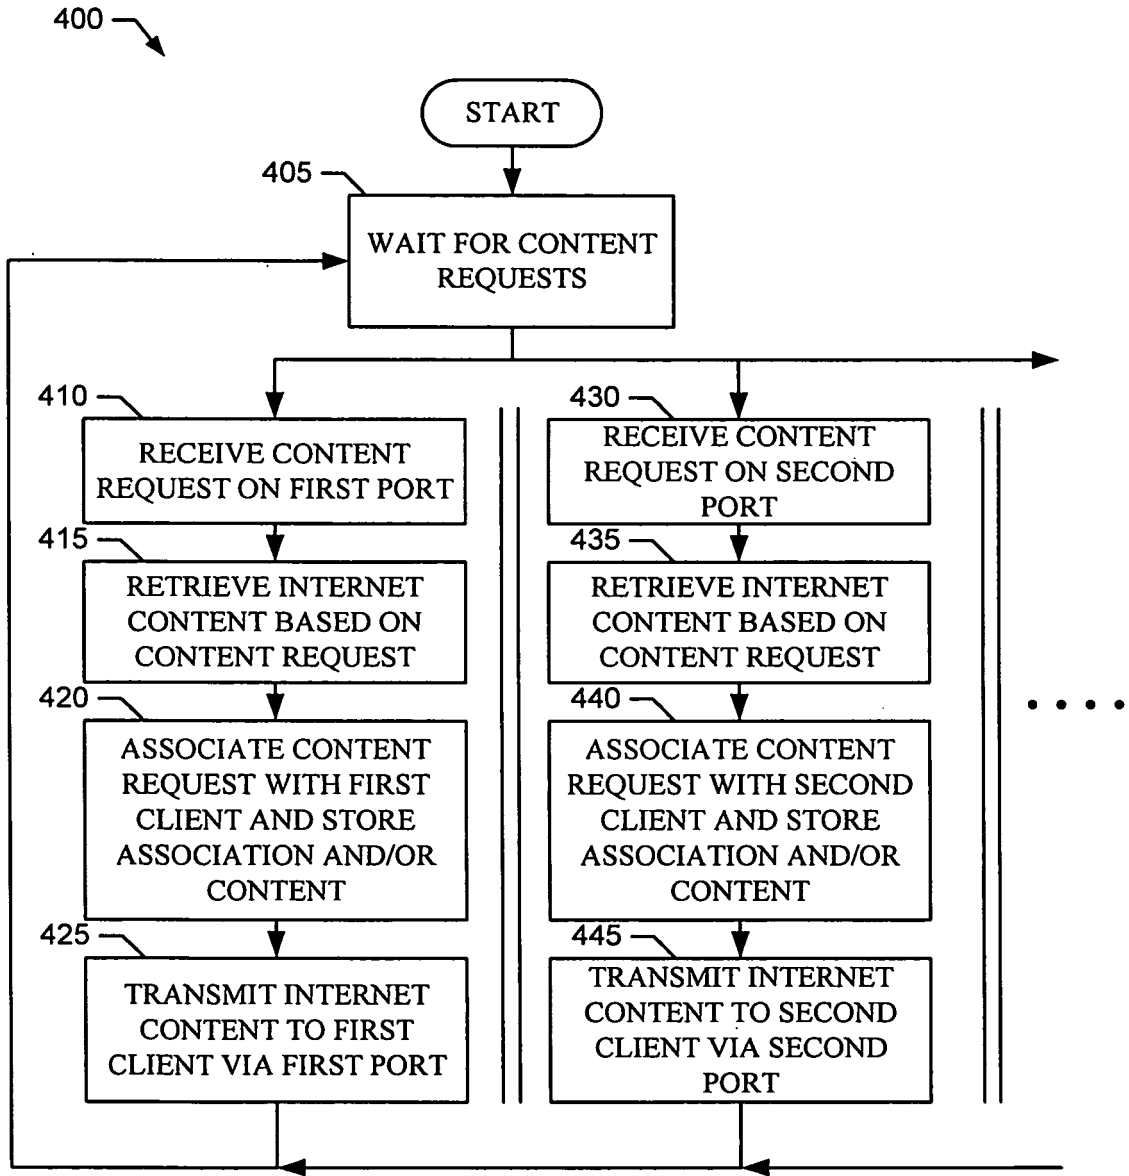 400
START
405
WAIT FOR CONTENT
REQUESTS
410
RECEIVE CONTENT
REQUEST ON FIRST PORT
415
RETRIEVE INTERNET
CONTENT BASED ON
CONTENT REQUEST
420
ASSOCIATE CONTENT
REQUEST WITH FIRST
CLIENT AND STORE
ASSOCIATION AND/OR
CONTENT
425
TRANSMIT INTERNET
CONTENT TO FIRST
CLIENT VIA FIRST PORT
430
RECEIVE CONTENT
REQUEST ON SECOND
PORT
435
RETRIEVE INTERNET
CONTENT BASED ON
CONTENT REQUEST
440
ASSOCIATE CONTENT
REQUEST WITH SECOND
CLIENT AND STORE
ASSOCIATION AND/OR
CONTENT
445
TRANSMIT INTERNET
CONTENT TO SECOND
CLIENT VIA SECOND
PORT